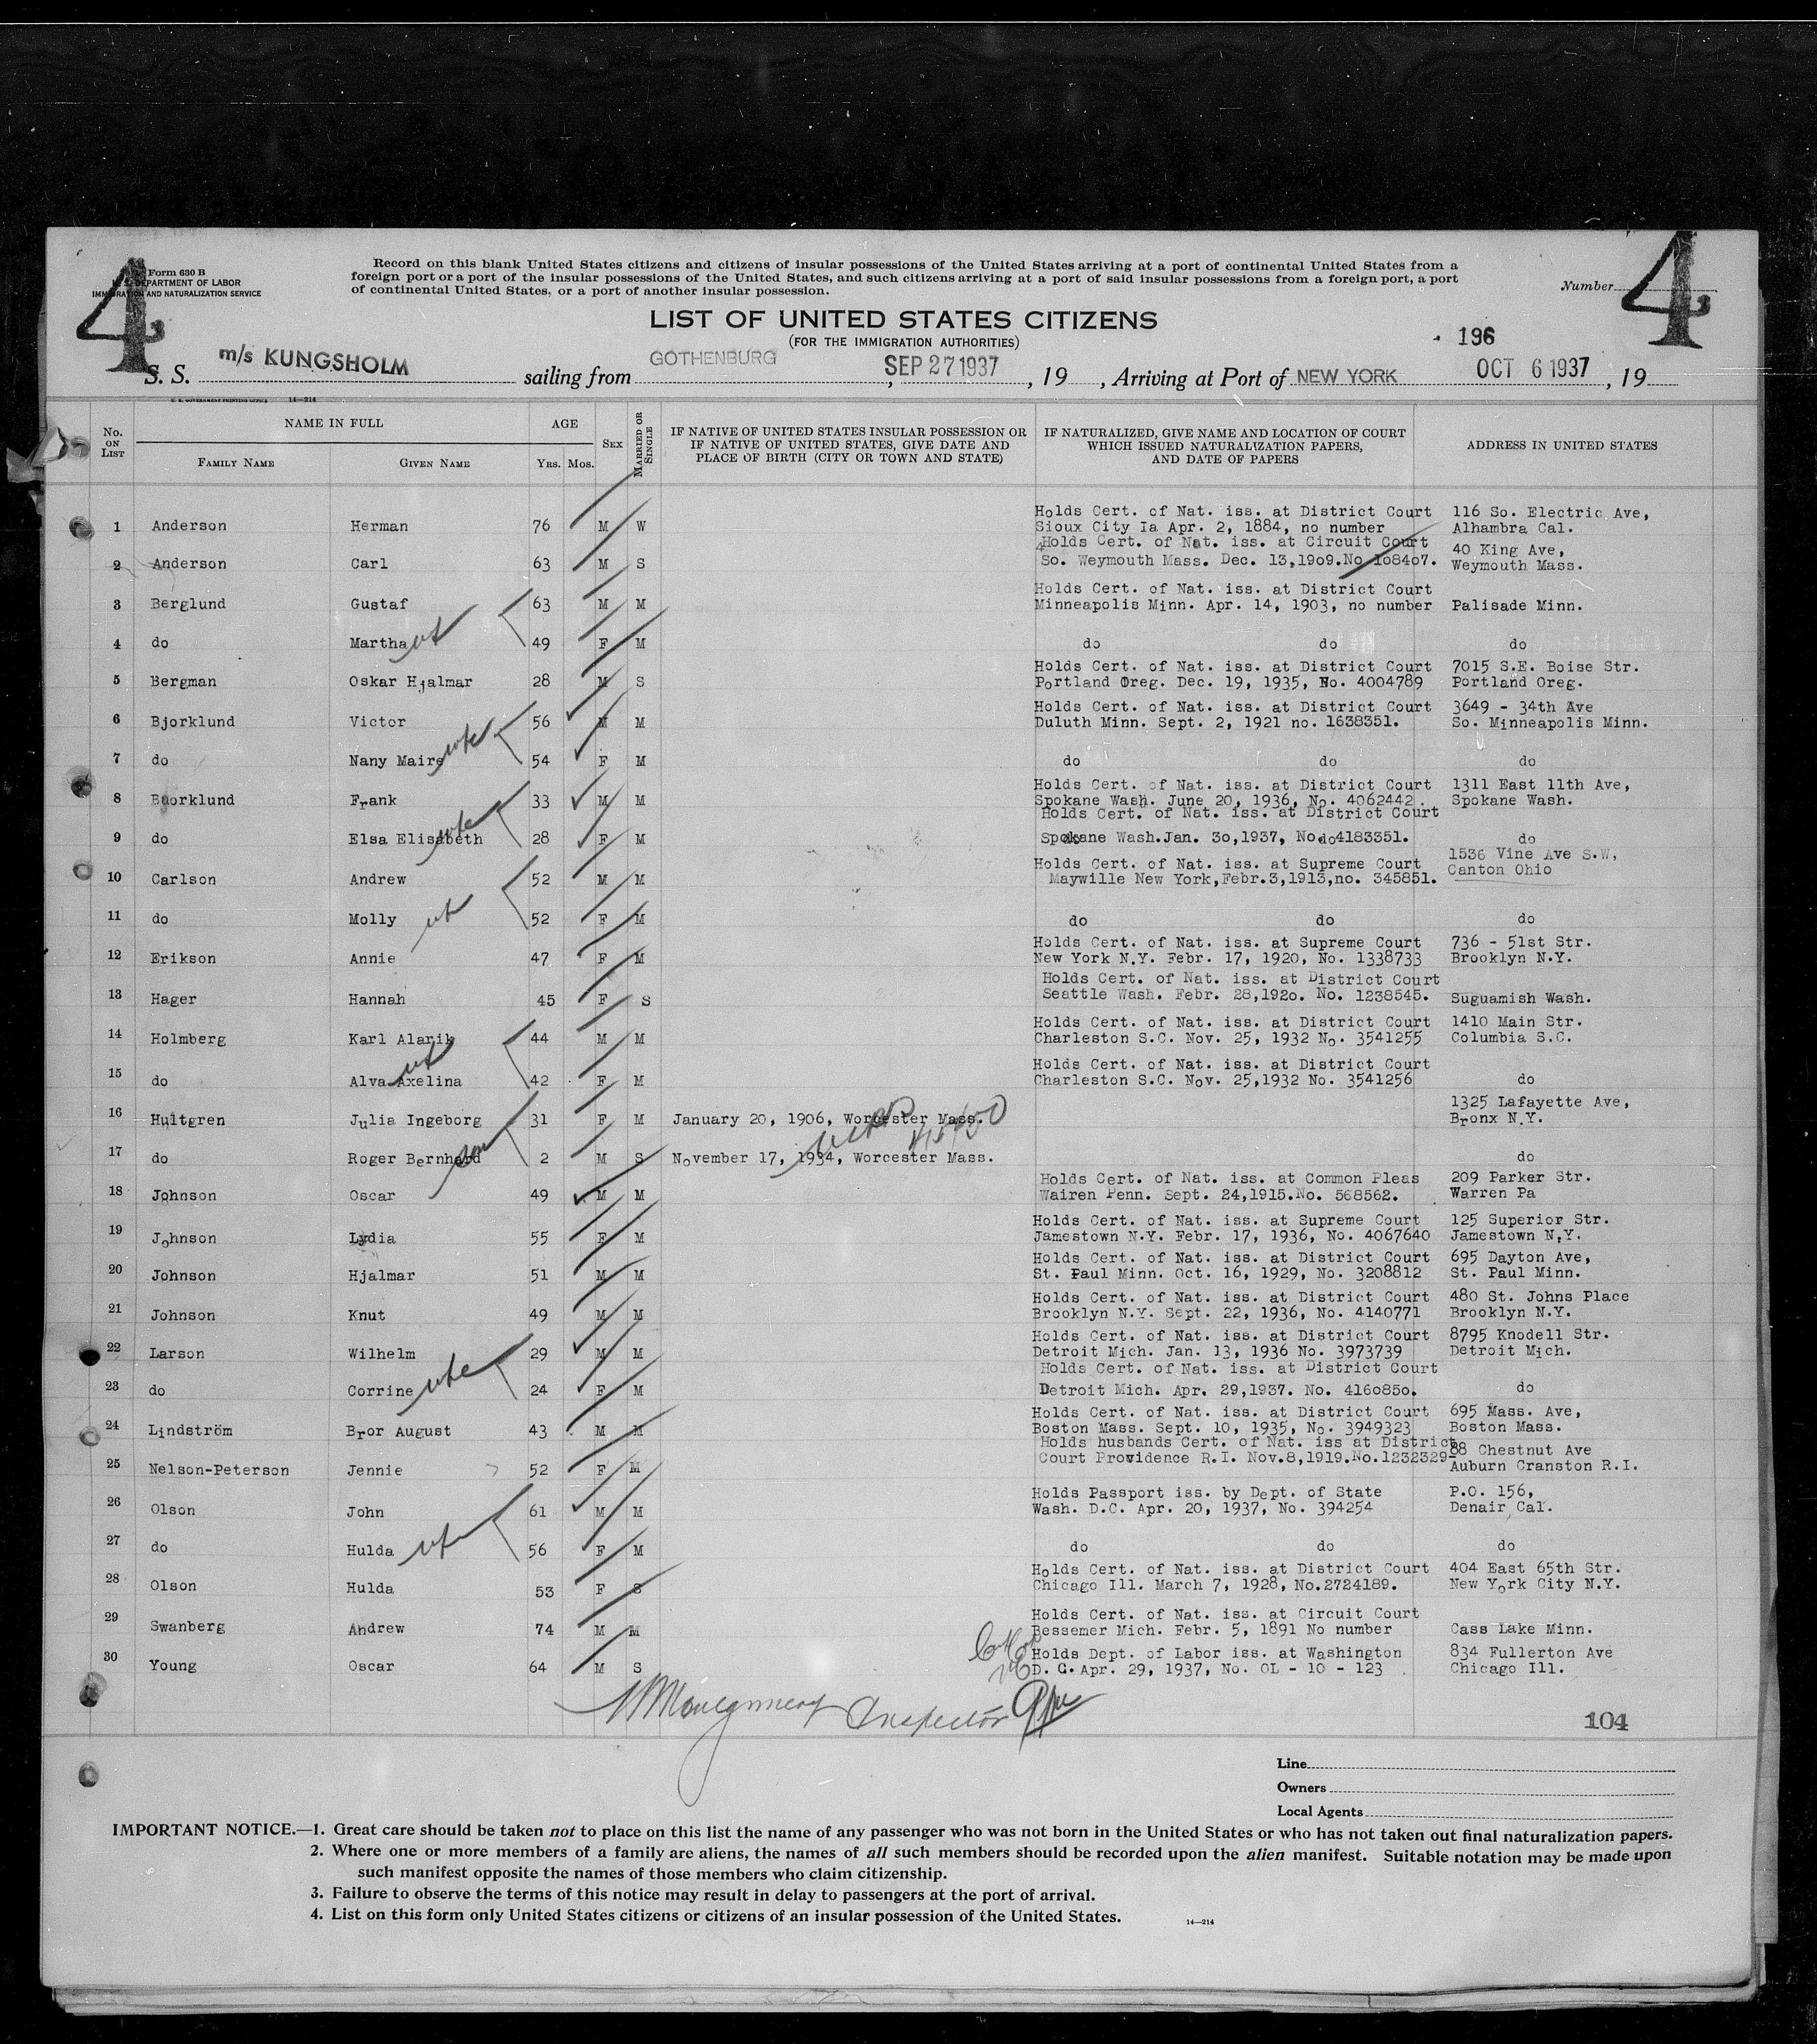 4
Form 630 B
U. S. DEPARTMENT OF LABOR
IMMIGRATION AND NATURALIZATION SERVICE
Record on this blank United States citizens and citizens of insular possessions of the United States arriving at a port of continental United States from a
foreign port or a port of the insular possessions of the United States, and such citizens arriving at a port of said insular possessions from a foreign port, a port
of continental United States, or a port of another insular possession.
Number
4
LIST OF UNITED STATES CITIZENS
(FOR THE IMMIGRATION AUTHORITIES)
196
S. S. m/s KUNGSHOLM sailing from GOTHENBURG, SEP 27 1937, 19 , Arriving at Port of NEW YORK OCT 6 1937, 19
U. S. GOVERNMENT PRINTING OFFICE 14—214
No. ON LIST
NAME IN FULL
FAMILY NAME GIVEN NAME
AGE
YRS. MOS.
SEX
MARRIED OR SINGLE
IF NATIVE OF UNITED STATES INSULAR POSSESSION OR
IF NATIVE OF UNITED STATES, GIVE DATE AND
PLACE OF BIRTH (CITY OR TOWN AND STATE)
IF NATURALIZED, GIVE NAME AND LOCATION OF COURT
WHICH ISSUED NATURALIZATION PAPERS,
AND DATE OF PAPERS
ADDRESS IN UNITED STATES
Holds Cert. of Nat. iss. at District Court 116 So. Electric Ave,
1 Anderson Herman 76 M W Sioux City Ia Apr. 2, 1884, no number Alhambra Cal.
Holds Cert. of Nat. iss. at Circuit Court 40 King Ave,
2 Anderson Carl 63 M S So. Weymouth Mass. Dec. 13,1909.No 108407. Weymouth Mass.
Holds Cert. of Nat. iss. at District Court
3 Berglund Gustaf 63 M M Minneapolis Minn. Apr. 14, 1903, no number Palisade Minn.
4 do Martha 49 F M do do do
Holds Cert. of Nat. iss. at District Court 7015 S.E. Boise Str.
5 Bergman Oskar Hjalmar 28 M S Portland Oreg. Dec. 19, 1935, No. 4004789 Portland Oreg.
Holds Cert. of Nat. iss. at District Court 3649 - 34th Ave
6 Bjorklund Victor 56 M M Duluth Minn. Sept. 2, 1921 no. 1638351. So. Minneapolis Minn.
7 do Nany Maire wife 54 F M do do do
Holds Cert. of Nat. iss. at District Court 1311 East 11th Ave,
8 Buorklund Frank 33 M M Spokane Wash. June 20, 1936, No. 4062442. Spokane Wash.
Holds Cert. of Nat. iss. at District Court
9 do Elsa Elisabeth wife 28 F M Spokane Wash.Jan. 30,1937, No. 4183351. do
1536 Vine Ave S.W,
Holds Cert. of Nat. iss. at Supreme Court Canton Ohio
10 Carlson Andrew 52 M M Maywille New York,Febr.3,1913,no. 345851.
11 do Molly 52 F M do do do
Holds Cert. of Nat. iss. at Supreme Court 736 - 51st Str.
12 Erikson Annie 47 F M New York N.Y. Febr. 17, 1920, No. 1338733 Brooklyn N.Y.
Holds Cert. of Nat. iss. at District Court
13 Hager Hannah 45 F S Seattle Wash. Febr. 28,1920. No. 1238545. Suguamish Wash.
Holds Cert. of Nat. iss. at District Court 1410 Main Str.
14 Holmberg Karl Alarik 44 M M Charleston S.C. Nov. 25, 1932 No. 3541255 Columbia S.C.
Holds Cert. of Nat. iss. at District Court
15 do Alva Axelina 42 F M Charleston S.C. Nov. 25,1932 No. 3541256 do
1325 Lafayette Ave,
16 Hultgren Julia Ingeborg 31 F M January 20, 1906, Worcester Mass. Bronx N.Y.
17 do Roger Bernhard son 2 M S November 17, 1934, Worcester Mass. do
Holds Cert. of Nat. iss. at Common Pleas 209 Parker Str.
18 Johnson Oscar 49 M M Wairen Penn. Sept. 24,1915.No. 568562. Warren Pa
Holds Cert. of Nat. iss. at Supreme Court 125 Superior Str.
19 Johnson Lydia 55 F M Jamestown N.Y. Febr. 17, 1936, No. 4067640 Jamestown N.Y.
Holds Cert. of Nat. iss. at District Court 695 Dayton Ave,
20 Johnson Hjalmar 51 M M St. Paul Minn. Oct. 16, 1929, No. 3208812 St. Paul Minn.
Holds Cert. of Nat. iss. at District Court 480 St. Johns Place
21 Johnson Knut 49 M M Brooklyn N.Y. Sept. 22, 1936, No. 4140771 Brooklyn N.Y.
Holds Cert. of Nat. iss. at District Court 8795 Knodell Str.
22 Larson Wilhelm 29 M M Detroit Mich. Jan. 13, 1936 No. 3973739 Detroit Mich.
Holds Cert. of Nat. iss. at District Court
23 do Corrine wife 24 F M Detroit Mich. Apr. 29,1937. No. 4160850. do
Holds Cert. of Nat. iss. at District Court 695 Mass. Ave,
24 Lindström Bror August 43 M M Boston Mass. Sept. 10, 1935, No. 3949323 Boston Mass.
Holds husbands Cert. of Nat. iss at District 88 Chestnut Ave
25 Nelson-Peterson Jennie 52 F M Court Providence R.I. Nov.8,1919.No.1232329- Auburn Cranston R.I.
Holds Passport iss. by Dept. of State P.O. 156,
26 Olson John 61 M M Wash. D.C. Apr. 20, 1937, No. 394254 Denair Cal.
27 do Hulda wife 56 F M do do do
Holds Cert. of Nat. iss. at District Court 404 East 65th Str.
28 Olson Hulda 53 F S Chicago Ill. March 7, 1928, No.2724189. New York City N.Y.
Holds Cert. of Nat. iss. at Circuit Court
29 Swanberg Andrew 74 M M Bessemer Mich. Febr. 5, 1891 No number Cass Lake Minn.
Holds Dept. of Labor iss. at Washington 834 Fullerton Ave
30 Young Oscar 64 M S D. C. Apr. 29, 1937, No. OL - 10 - 123 Chicago Ill.
Montgomery Inspector
104
Line
Owners
Local Agents
IMPORTANT NOTICE.—1. Great care should be taken not to place on this list the name of any passenger who was not born in the United States or who has not taken out final naturalization papers.
2. Where one or more members of a family are aliens, the names of all such members should be recorded upon the alien manifest. Suitable notation may be made upon
such manifest opposite the names of those members who claim citizenship.
3. Failure to observe the terms of this notice may result in delay to passengers at the port of arrival.
4. List on this form only United States citizens or citizens of an insular possession of the United States.
14—214